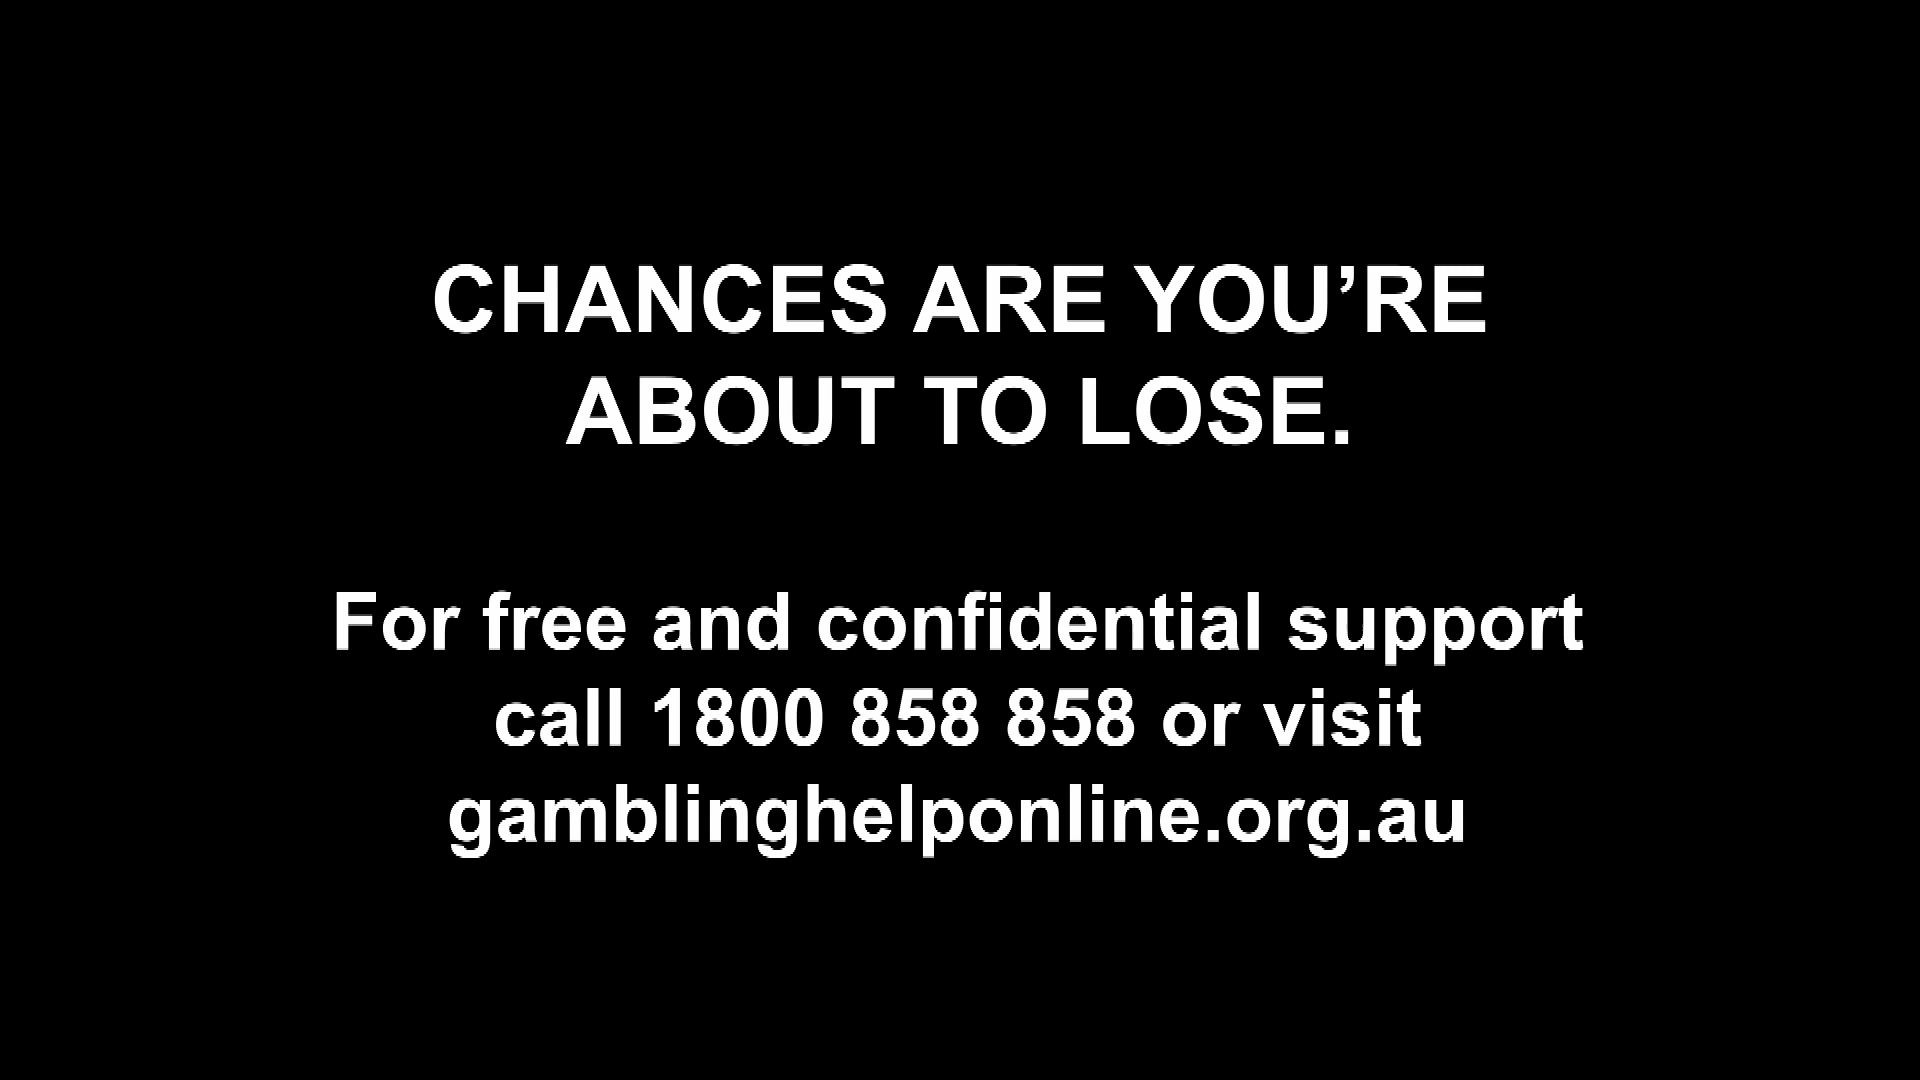 CHANCES ARE YOU’RE
ABOUT TO LOSE.
For free and confidential support
call 1800 858 858 or visit
gamblinghelponline.org.au